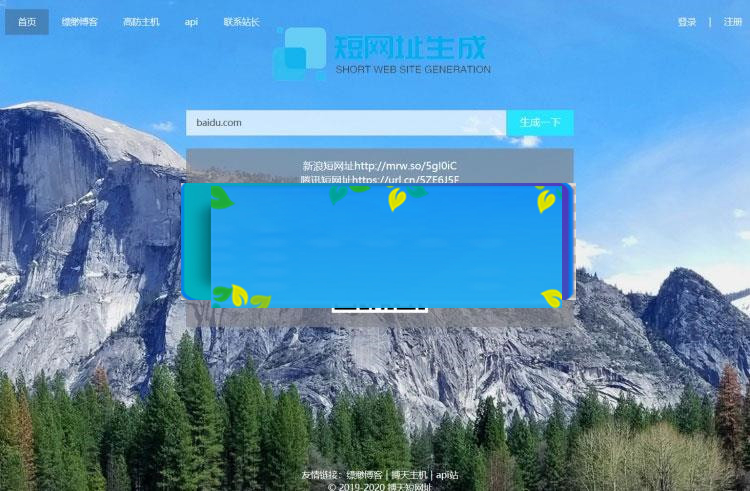 首页 缥缈博客 高防主机 api 联系站长 登录 | 注册
短网址生成
SHORT WEB SITE GENERATION
baidu.com 生成一下
新浪短网址http://mrw.so/5gI0iC
腾讯短网址https://url.cn/5ZE6J5E
友情链接：缥缈博客 | 博天主机 | api站
© 2019-2020 博天短网址